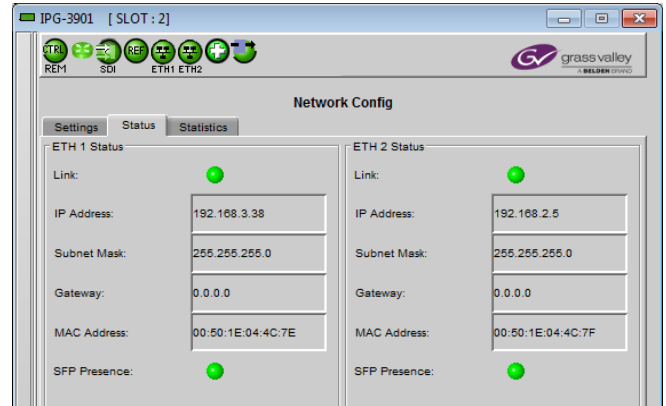 IPG-3901 [ SLOT : 2]
CTRL
REM
SDI
REF
ETH1
ETH2
grass valley
A BELDEN BRAND
Network Config
Settings
Status
Statistics
ETH 1 Status
Link:
IP Address:
192.168.3.38
Subnet Mask:
255.255.255.0
Gateway:
0.0.0.0
MAC Address:
00:50:1E:04:4C:7E
SFP Presence:
ETH 2 Status
Link:
IP Address:
192.168.2.5
Subnet Mask:
255.255.255.0
Gateway:
0.0.0.0
MAC Address:
00:50:1E:04:4C:7F
SFP Presence: